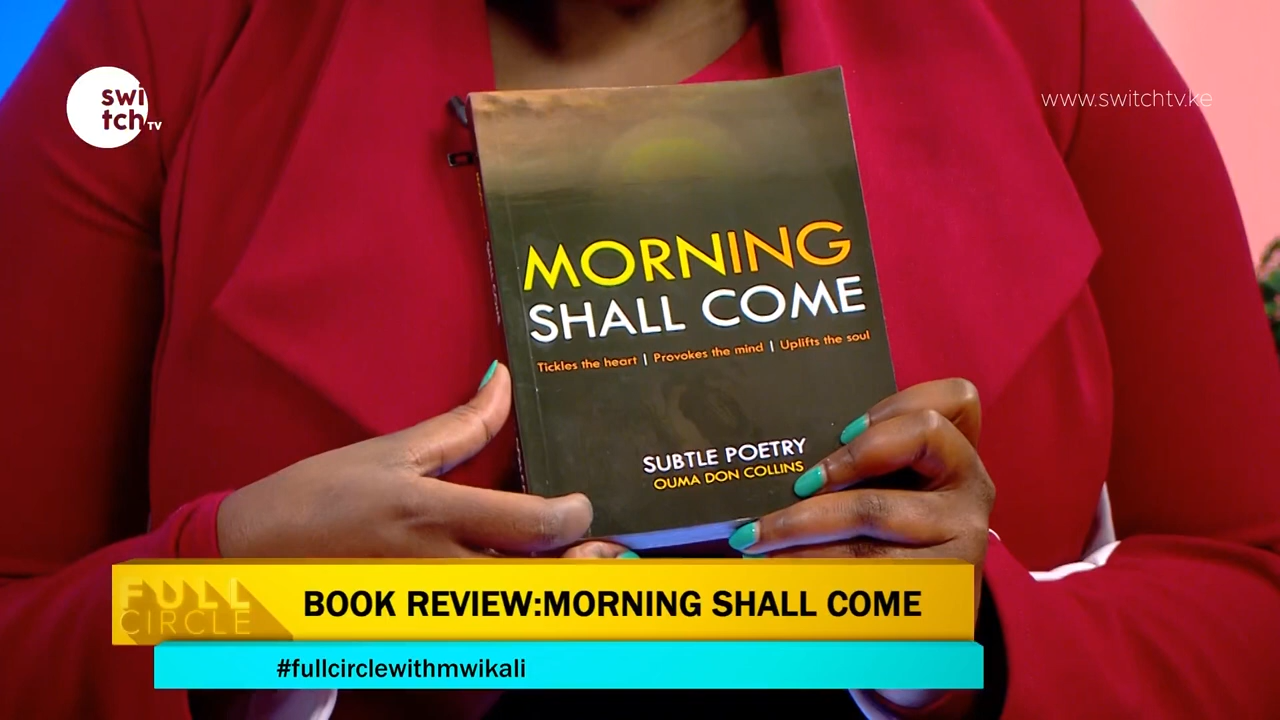 swi
tch TV
www.switchtv.ke
MORNING
SHALL COME
Tickles the heart | Provokes the mind | Uplifts the soul
SUBTLE POETRY
OUMA DON COLLINS
FULL
CIRCLE
BOOK REVIEW:MORNING SHALL COME
#fullcirclewithmwikali